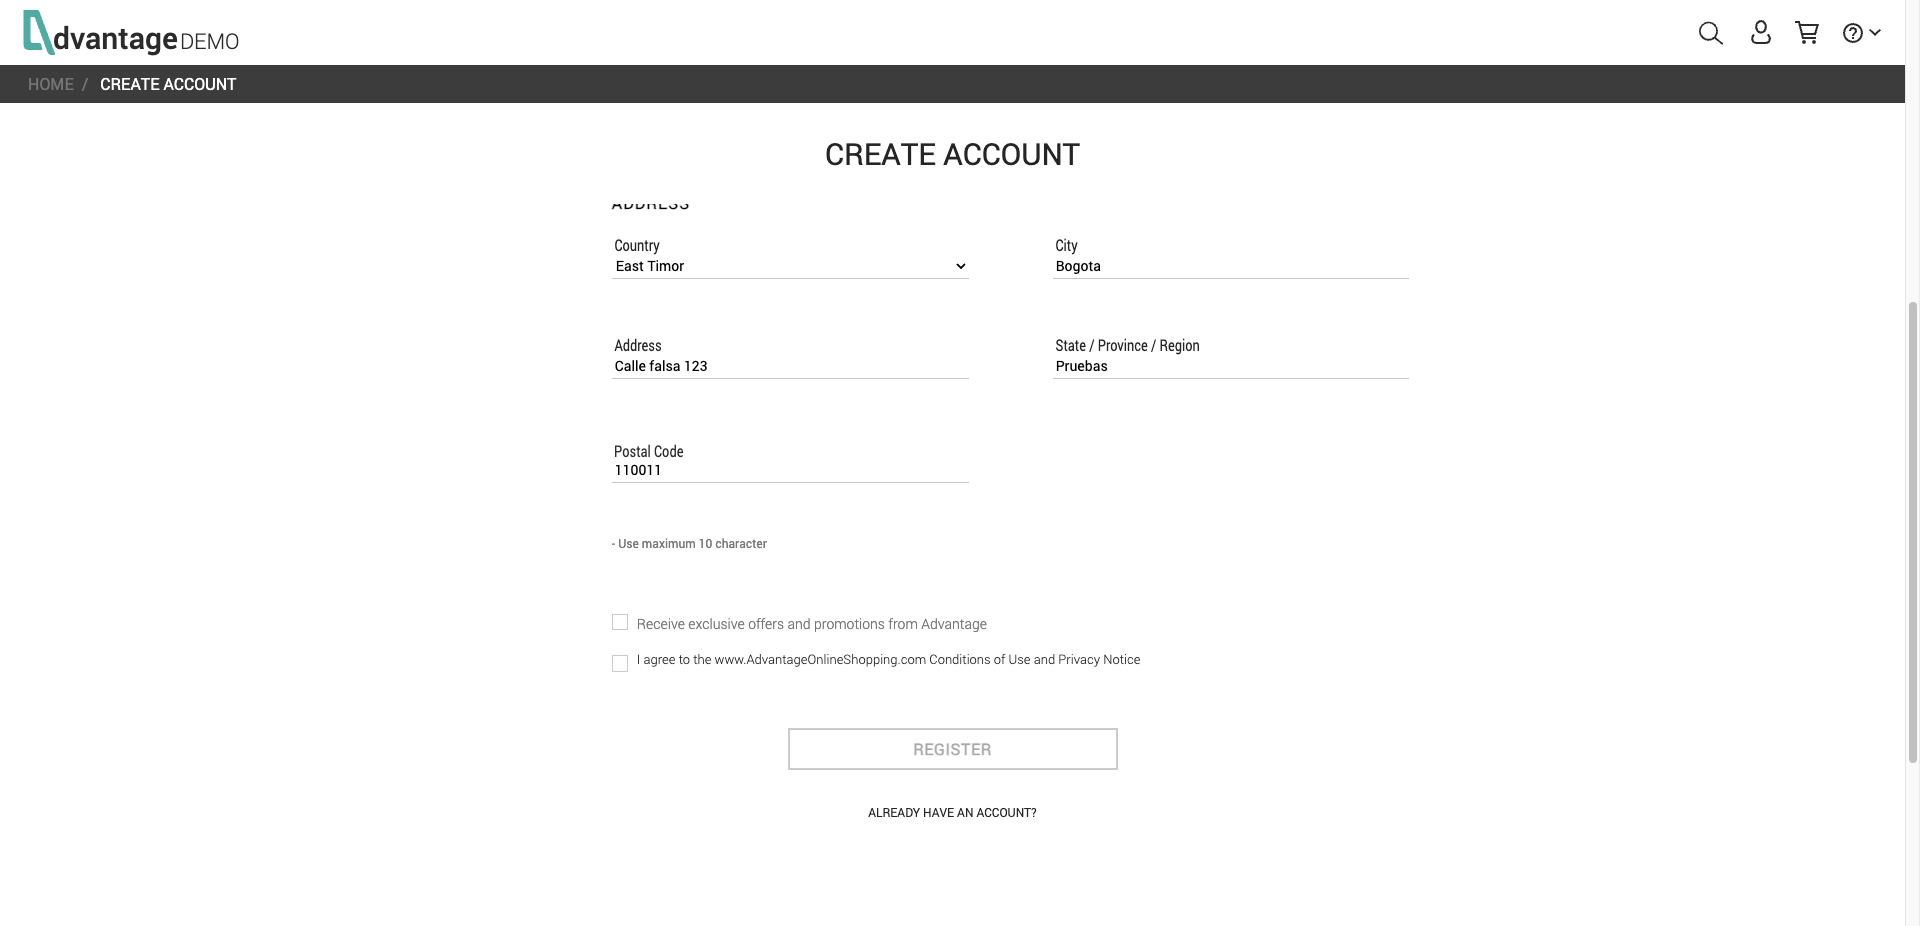 dvantage DEMO
HOME / CREATE ACCOUNT
CREATE ACCOUNT
ADDRESS
Country
East Timor
City
Bogota
Address
Calle falsa 123
State / Province / Region
Pruebas
Postal Code
110011
- Use maximum 10 character
Receive exclusive offers and promotions from Advantage
I agree to the www.AdvantageOnlineShopping.com Conditions of Use and Privacy Notice
REGISTER
ALREADY HAVE AN ACCOUNT?